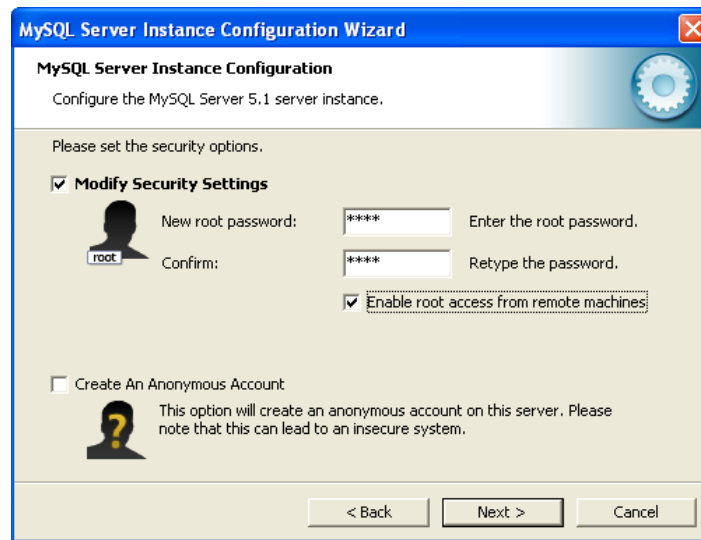 MySQL Server Instance Configuration Wizard
MySQL Server Instance Configuration
Configure the MySQL Server 5.1 server instance.
Please set the security options.
Modify Security Settings
root
New root password:
****
Enter the root password.
Confirm:
****
Retype the password.
Enable root access from remote machines
Create An Anonymous Account
?
This option will create an anonymous account on this server. Please
note that this can lead to an insecure system.
< Back
Next >
Cancel